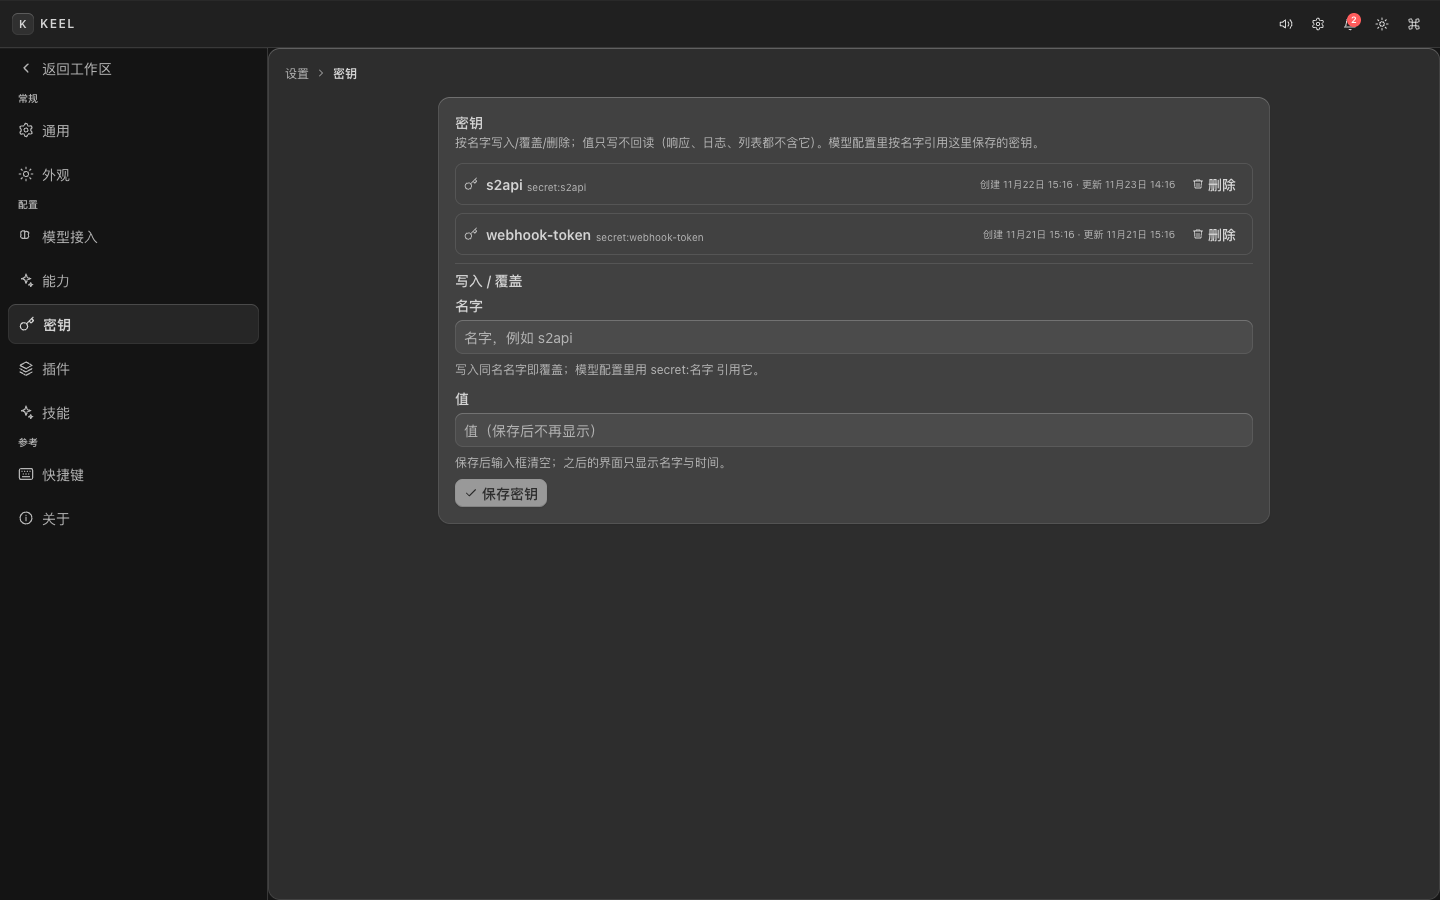 K KEEL
2
返回工作区
常规
通用
外观
配置
模型接入
能力
密钥
插件
技能
参考
快捷键
关于
设置 > 密钥
密钥
按名字写入/覆盖/删除；值只写不回读（响应、日志、列表都不含它）。模型配置里按名字引用这里保存的密钥。
s2api secret:s2api 创建 11月22日 15:16 · 更新 11月23日 14:16 删除
webhook-token secret:webhook-token 创建 11月21日 15:16 · 更新 11月21日 15:16 删除
写入 / 覆盖
名字
名字，例如 s2api
写入同名名字即覆盖；模型配置里用 secret:名字 引用它。
值
值（保存后不再显示）
保存后输入框清空；之后的界面只显示名字与时间。
保存密钥